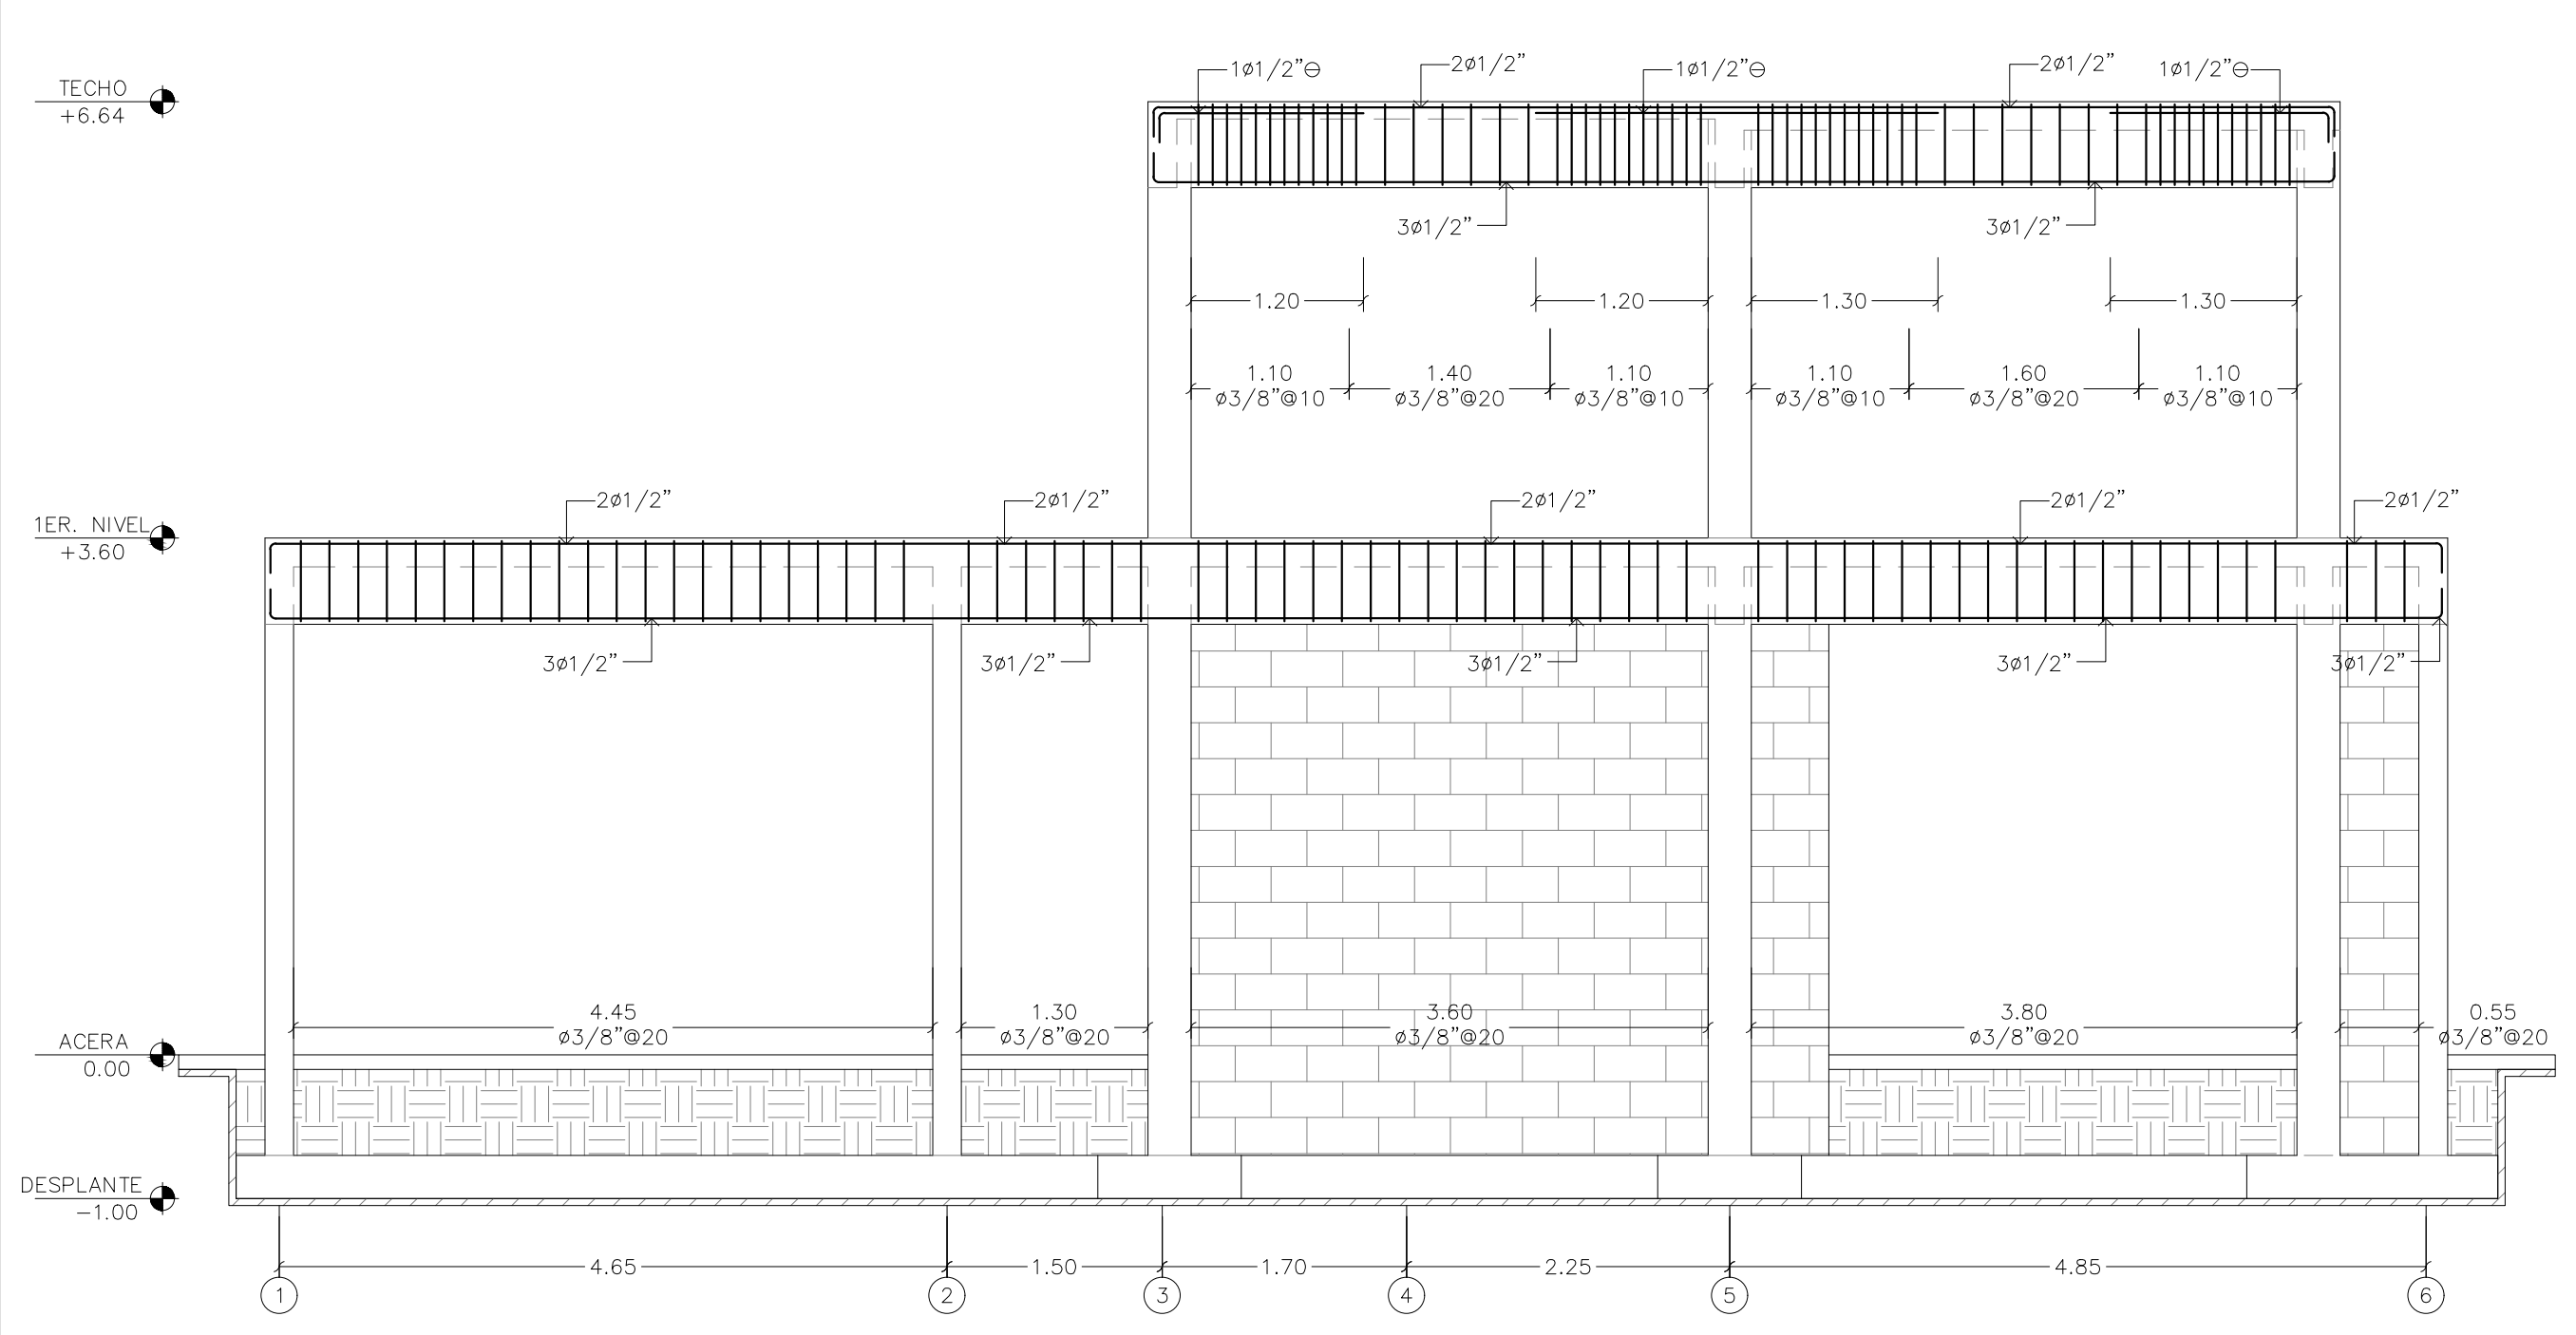 1ø1/2”⊖
2ø1/2”
1ø1/2”⊖
2ø1/2”
1ø1/2”⊖
TECHO
+6.64
3ø1/2”
3ø1/2”
1.20
1.20
1.30
1.30
1.10
ø3/8”@10
1.40
ø3/8”@20
1.10
ø3/8”@10
1.10
ø3/8”@10
1.60
ø3/8”@20
1.10
ø3/8”@10
2ø1/2”
2ø1/2”
2ø1/2”
2ø1/2”
2ø1/2”
1ER. NIVEL
+3.60
3ø1/2”
3ø1/2”
3ø1/2”
3ø1/2”
3ø1/2”
4.45
ø3/8”@20
1.30
ø3/8”@20
3.60
ø3/8”@20
3.80
ø3/8”@20
0.55
ø3/8”@20
ACERA
0.00
DESPLANTE
−1.00
4.65
1.50
1.70
2.25
4.85
1
2
3
4
5
6